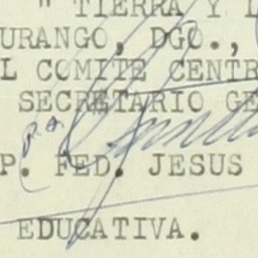 " TIERRA Y L
URANGO, DGO.,
L COMITE CENTR
SECRETARIO GE
P. FED. JESUS
EDUCATIVA.